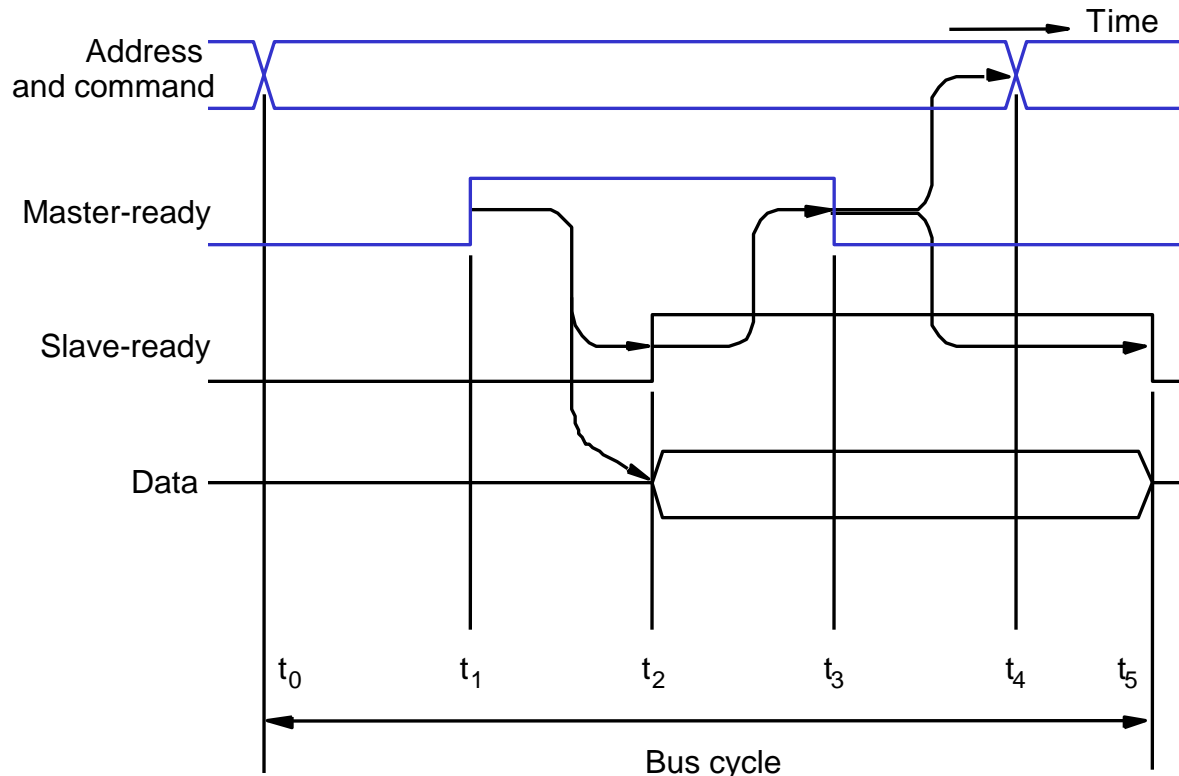 Time
Address
and command
Master-ready
Slave-ready
Data
t0 t1 t2 t3 t4 t5
Bus cycle